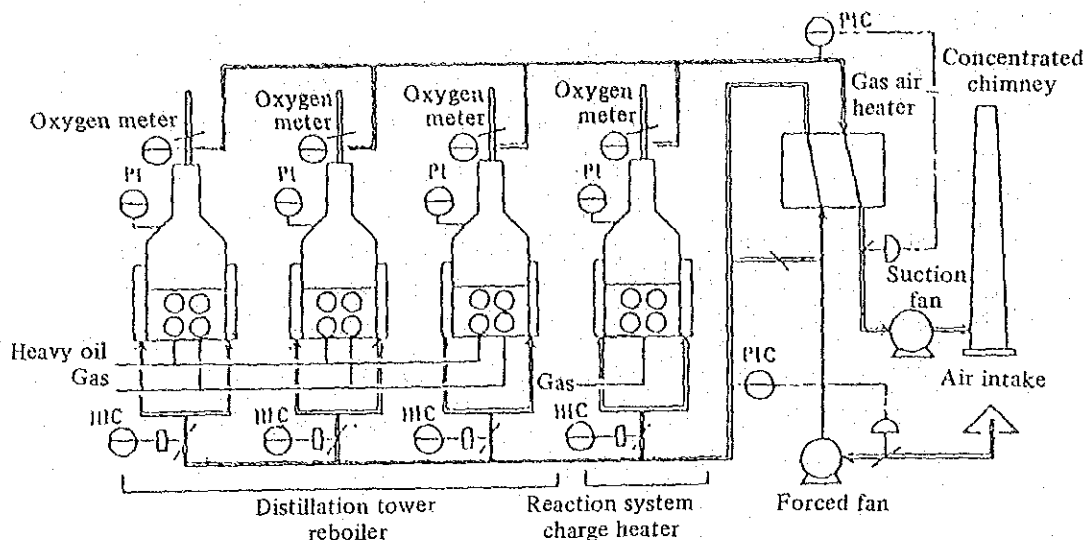 PIC
Concentrated
chimney
Gas air
heater
Oxygen meter
Oxygen
meter
Oxygen
meter
Oxygen
meter
PI
PI
PI
PI
Suction
fan
Heavy oil
Gas
Gas
PIC
Air intake
HIC
HIC
HIC
HIC
Forced fan
Distillation tower
reboiler
Reaction system
charge heater